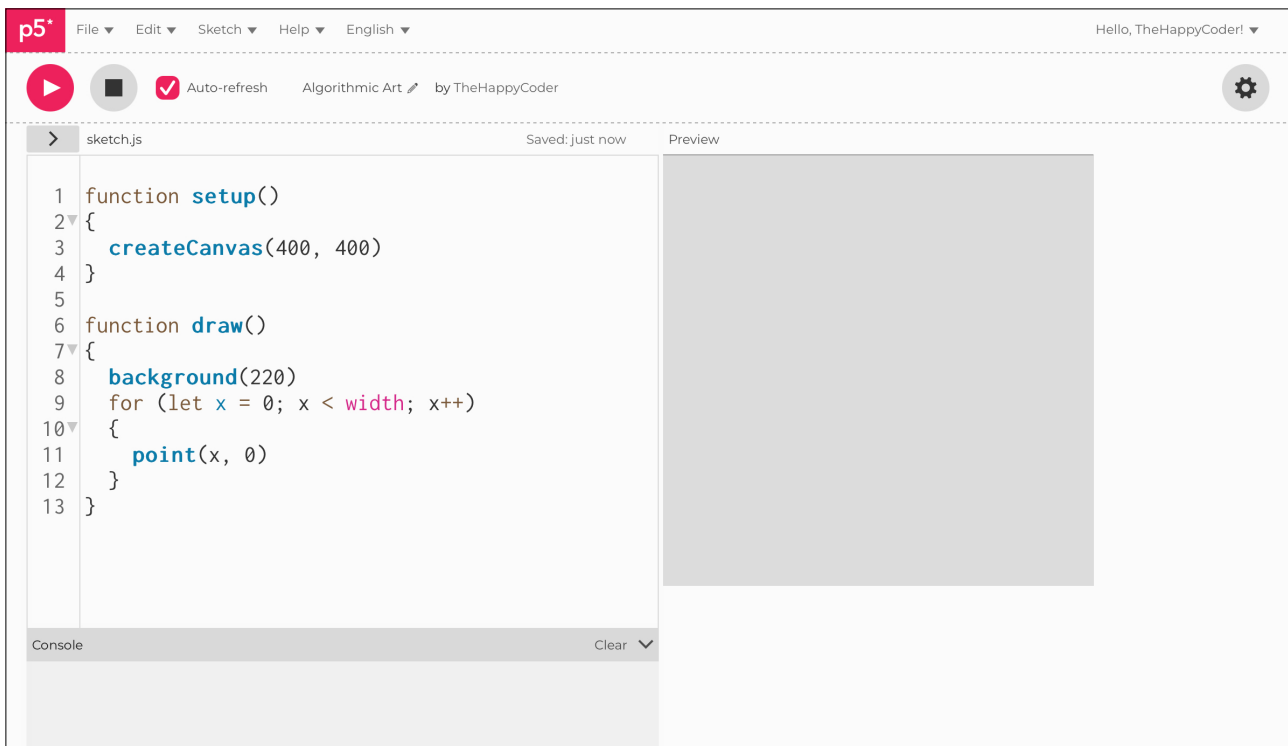 p5* File Edit Sketch Help English Hello, TheHappyCoder!
Auto-refresh Algorithmic Art by TheHappyCoder
sketch.js Saved: just now Preview
1 function setup()
2 {
3 createCanvas(400, 400)
4 }
5
6 function draw()
7 {
8 background(220)
9 for (let x = 0; x < width; x++)
10 {
11 point(x, 0)
12 }
13 }
Console Clear